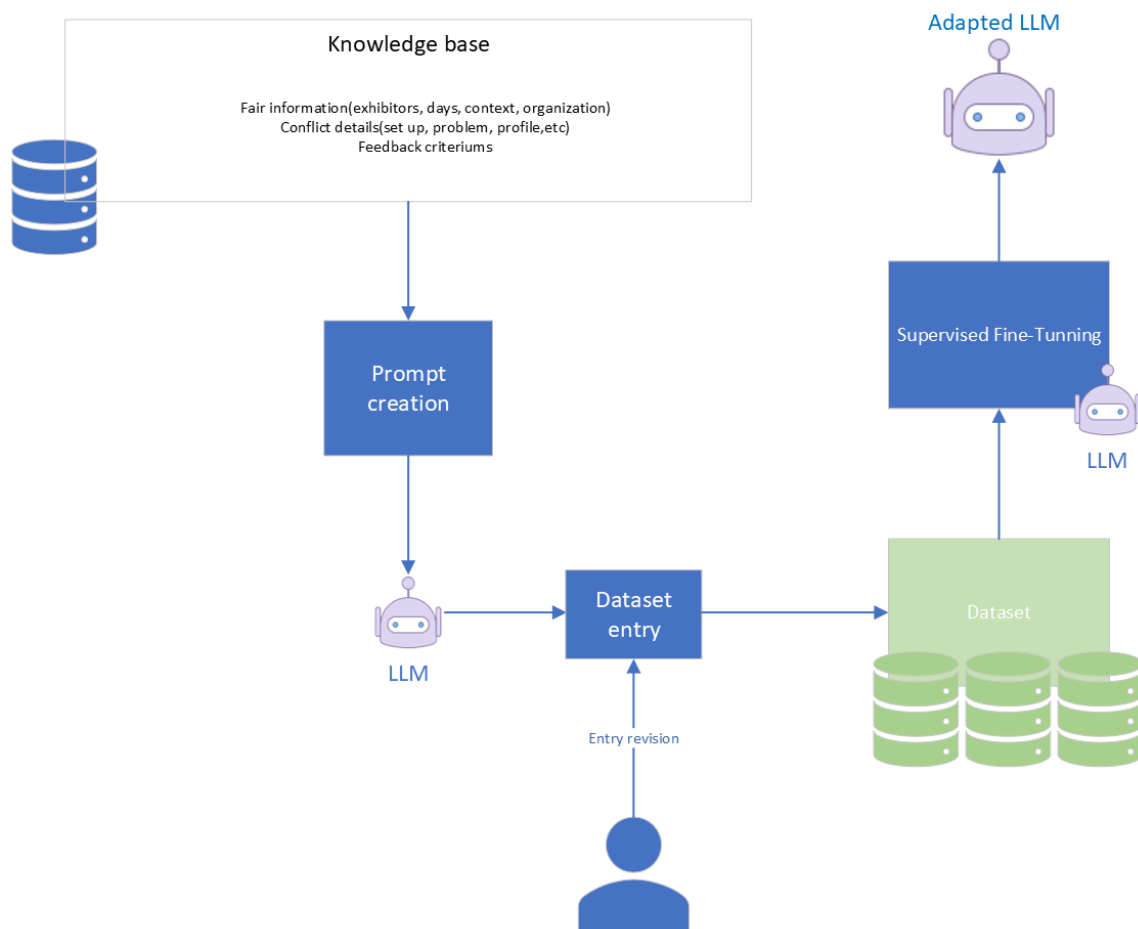 Knowledge base
Fair information(exhibitors, days, context, organization)
Conflict details(set up, problem, profile,etc)
Feedback criteriums
Adapted LLM
Prompt
creation
Supervised Fine-Tunning
LLM
LLM
Dataset
entry
Dataset
Entry revision